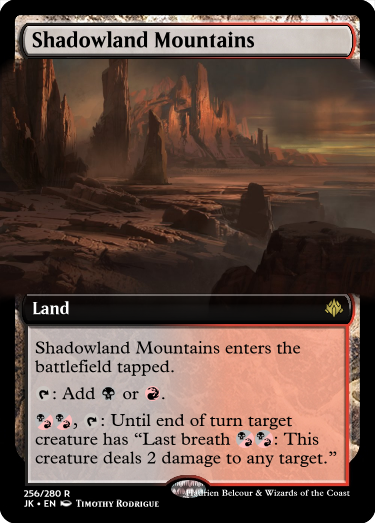 Shadowland Mountains
Land
Shadowland Mountains enters the
battlefield tapped.
: Add or .
, : Until end of turn target
creature has “Last breath : This
creature deals 2 damage to any target.”
256/280 R
JK • EN Timothy Rodrigue
Hadrien Belcour & Wizards of the Coast